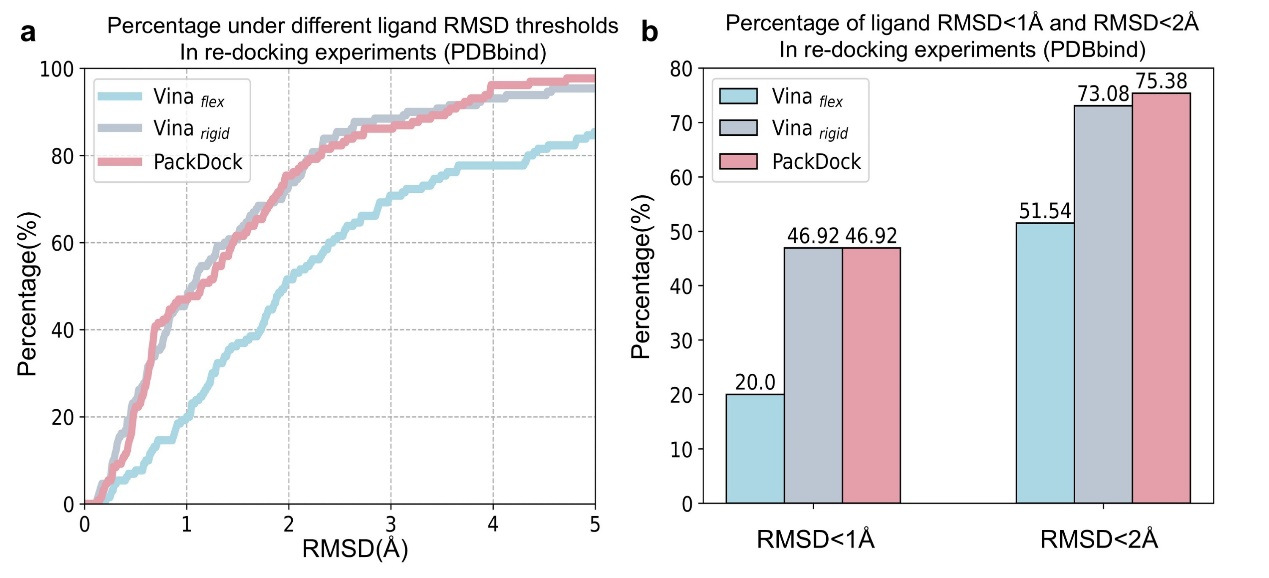 a
Percentage under different ligand RMSD thresholds
In re-docking experiments (PDBbind)
100
80
60
40
20
0
Percentage(%)
Vina flex
Vina rigid
PackDock
0 1 2 3 4 5
RMSD(Å)
b
Percentage of ligand RMSD<1Å and RMSD<2Å
In re-docking experiments (PDBbind)
80
70
60
50
40
30
20
10
0
Percentage(%)
Vina flex
Vina rigid
PackDock
20.0
46.92 46.92
51.54
73.08
75.38
RMSD<1Å RMSD<2Å